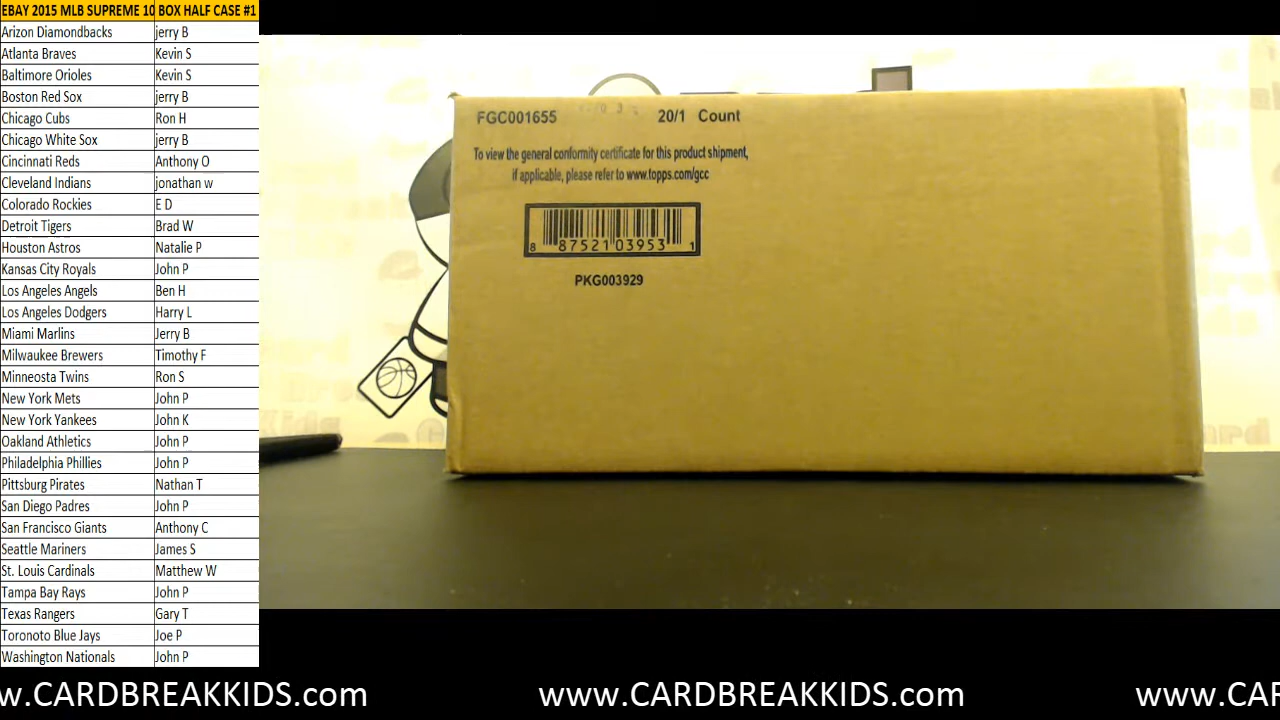 EBAY 2015 MLB SUPREME 10 BOX HALF CASE #1
Arizon Diamondbacks jerry B
Atlanta Braves Kevin S
Baltimore Orioles Kevin S
Boston Red Sox jerry B
Chicago Cubs Ron H
Chicago White Sox jerry B
Cincinnati Reds Anthony O
Cleveland Indians jonathan w
Colorado Rockies E D
Detroit Tigers Brad W
Houston Astros Natalie P
Kansas City Royals John P
Los Angeles Angels Ben H
Los Angeles Dodgers Harry L
Miami Marlins Jerry B
Milwaukee Brewers Timothy F
Minneosta Twins Ron S
New York Mets John P
New York Yankees John K
Oakland Athletics John P
Philadelphia Phillies John P
Pittsburg Pirates Nathan T
San Diego Padres John P
San Francisco Giants Anthony C
Seattle Mariners James S
St. Louis Cardinals Matthew W
Tampa Bay Rays John P
Texas Rangers Gary T
Toronoto Blue Jays Joe P
Washington Nationals John P
FGC001655 20/1 Count
To view the general conformity certificate for this product shipment,
if applicable, please refer to www.topps.com/gcc
8 87521 03953 1
PKG003929
w.CARDBREAKKIDS.com www.CARDBREAKKIDS.com www.CAR